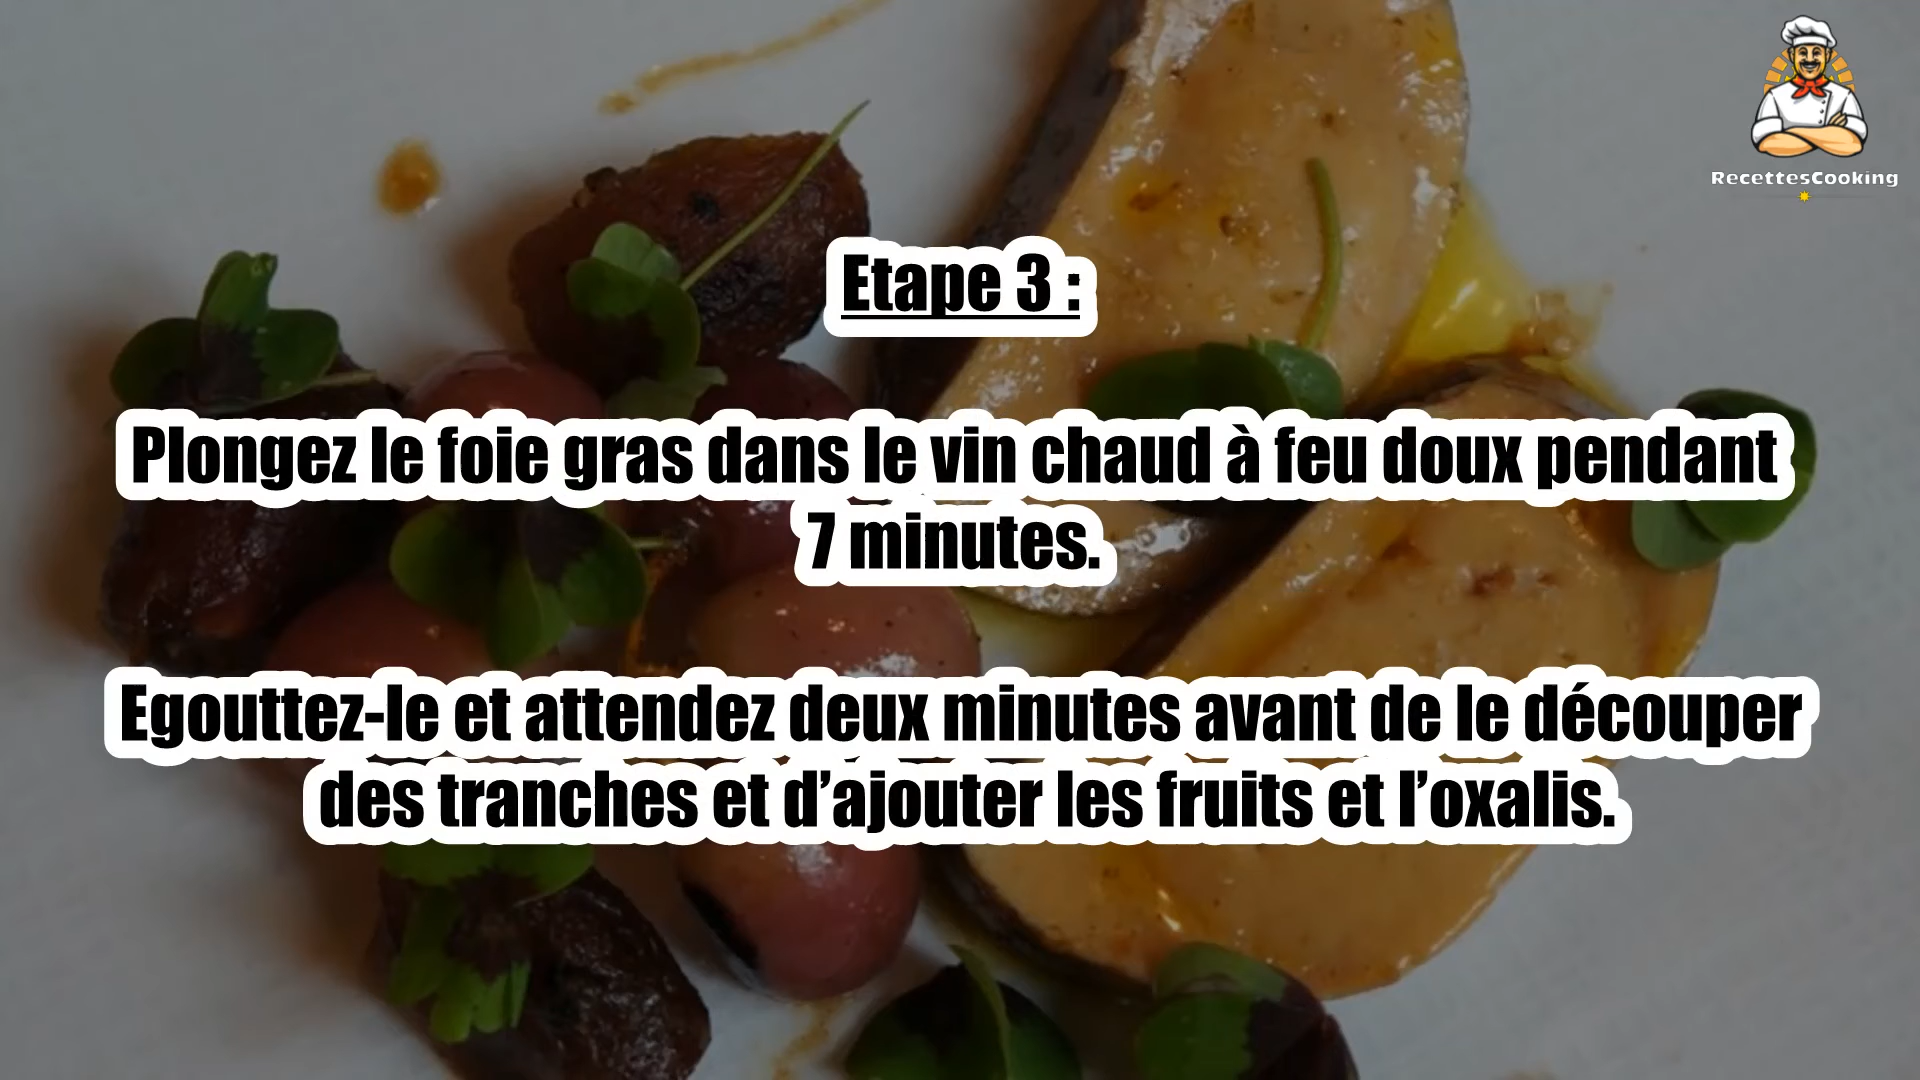 RecettesCooking
Etape 3 :
Plongez le foie gras dans le vin chaud à feu doux pendant
7 minutes.
Egouttez-le et attendez deux minutes avant de le découper
des tranches et d’ajouter les fruits et l’oxalis.